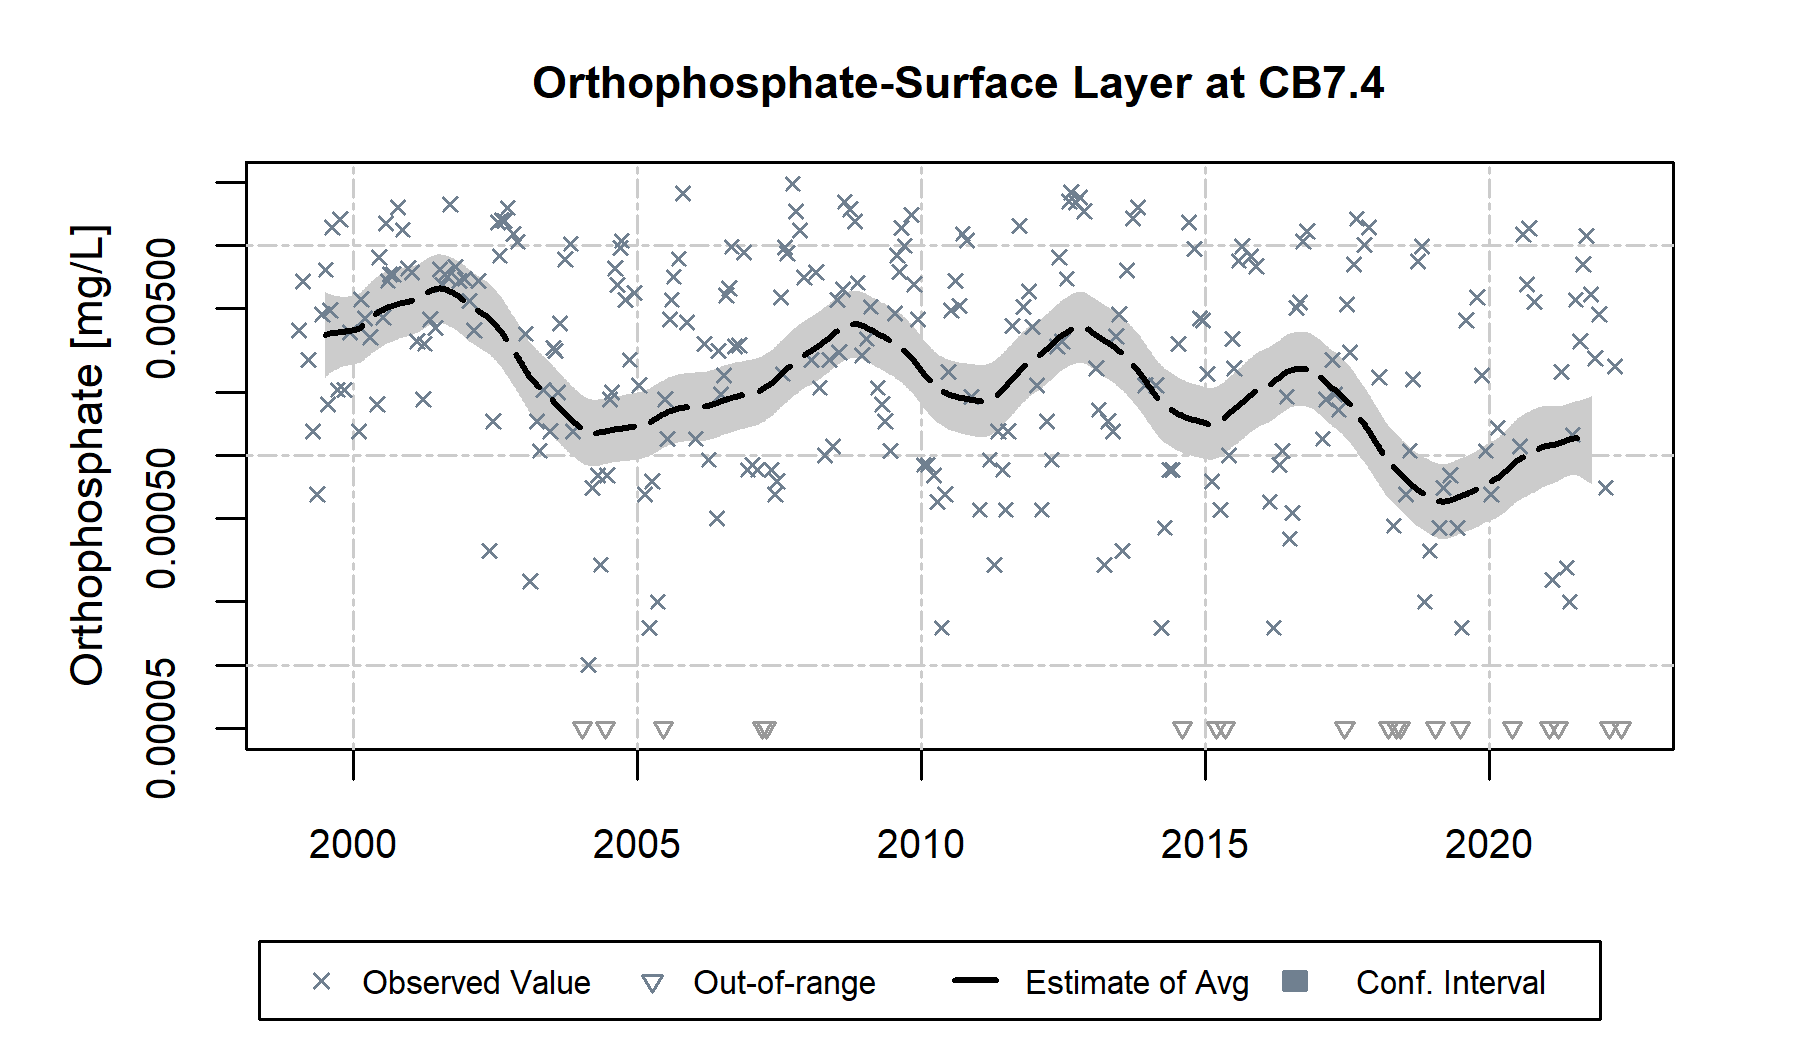 Orthophosphate-Surface Layer at CB7.4
Orthophosphate [mg/L]
0.00500
0.00050
0.00005
2000 2005 2010 2015 2020
Observed Value Out-of-range Estimate of Avg Conf. Interval